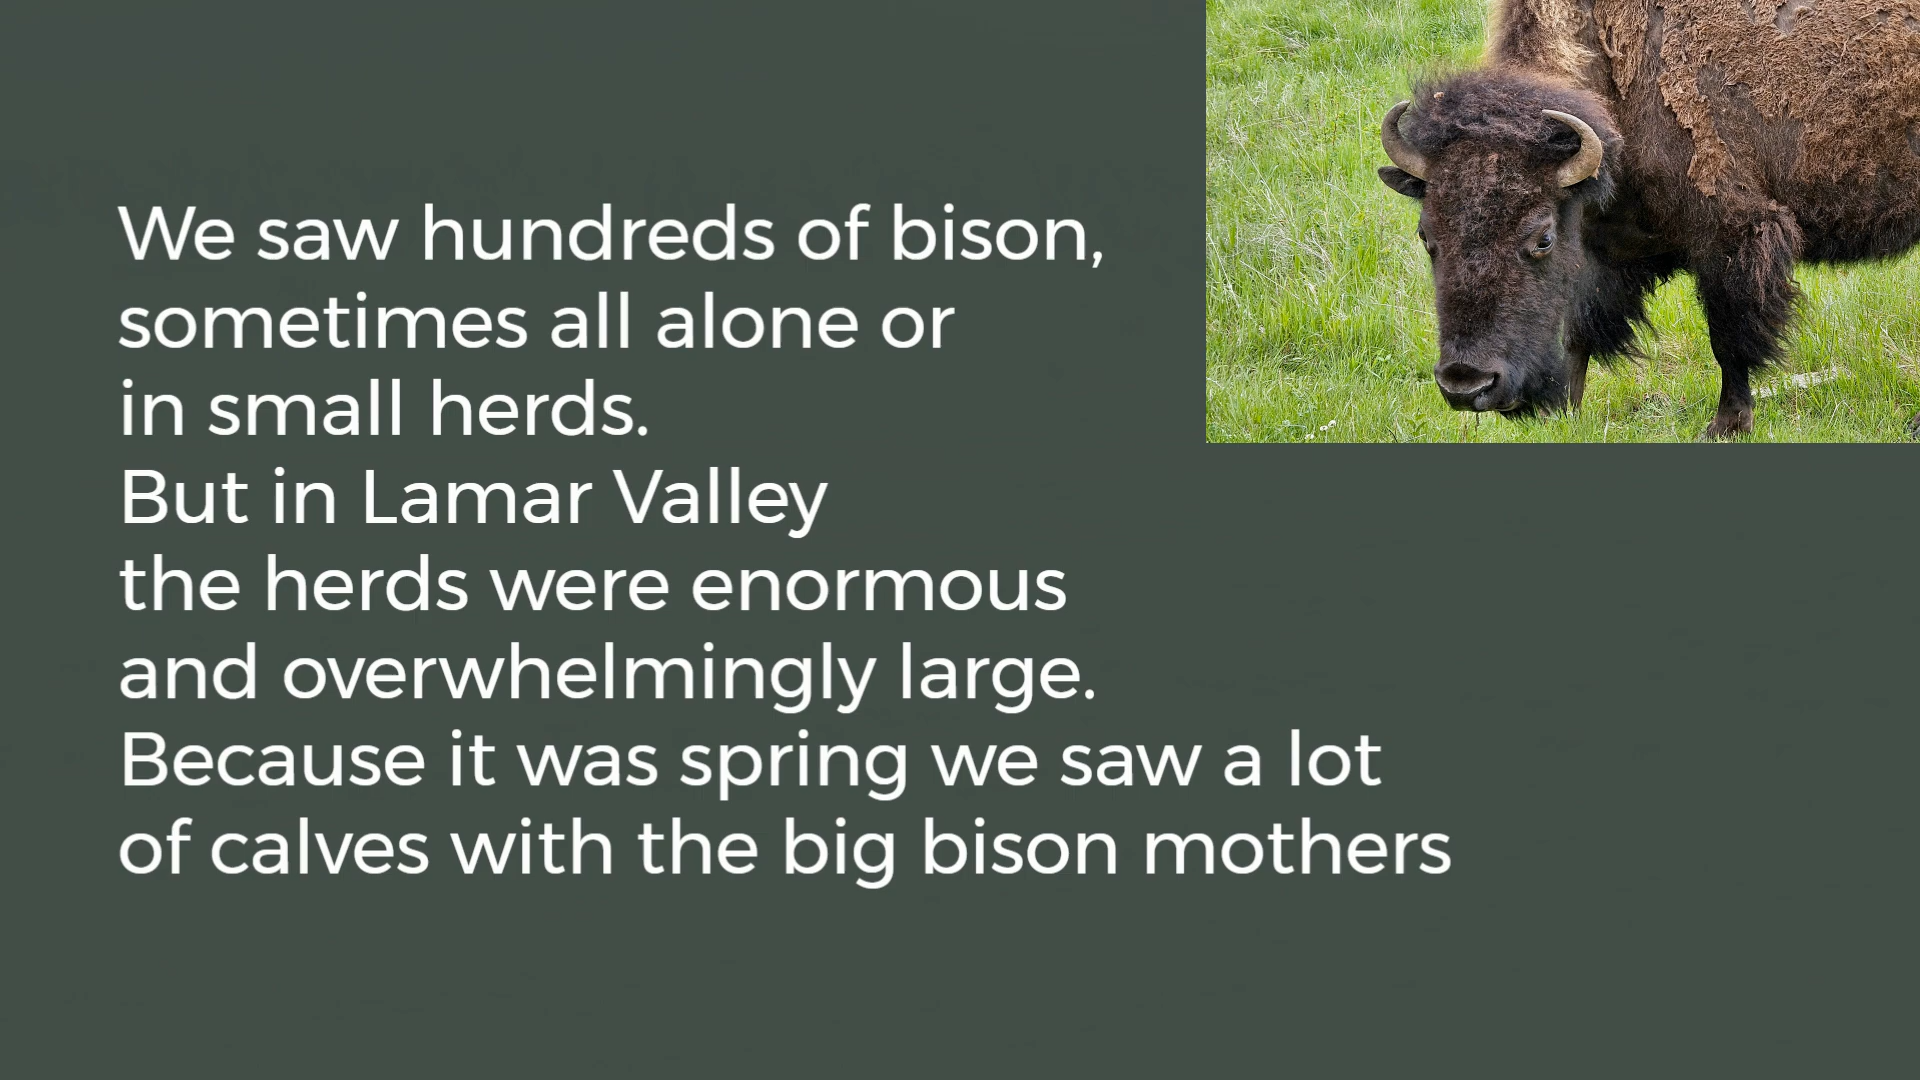 We saw hundreds of bison,
sometimes all alone or
in small herds.
But in Lamar Valley
the herds were enormous
and overwhelmingly large.
Because it was spring we saw a lot
of calves with the big bison mothers